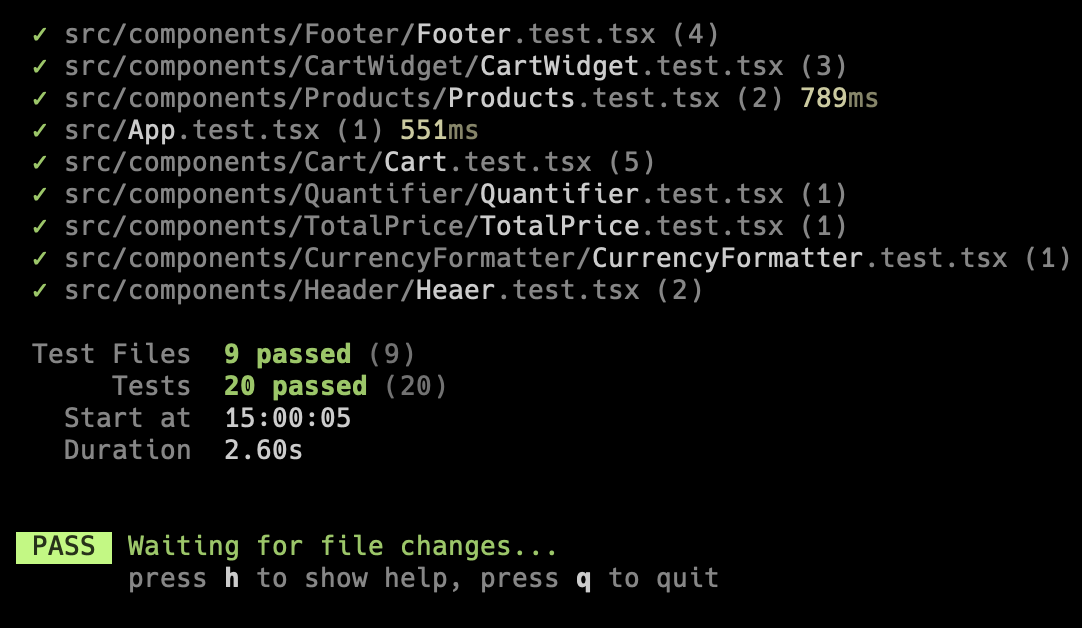 ✓ src/components/Footer/Footer.test.tsx (4)
✓ src/components/CartWidget/CartWidget.test.tsx (3)
✓ src/components/Products/Products.test.tsx (2) 789ms
✓ src/App.test.tsx (1) 551ms
✓ src/components/Cart/Cart.test.tsx (5)
✓ src/components/Quantifier/Quantifier.test.tsx (1)
✓ src/components/TotalPrice/TotalPrice.test.tsx (1)
✓ src/components/CurrencyFormatter/CurrencyFormatter.test.tsx (1)
✓ src/components/Header/Heaer.test.tsx (2)
Test Files 9 passed (9)
Tests 20 passed (20)
Start at 15:00:05
Duration 2.60s
PASS Waiting for file changes...
press h to show help, press q to quit